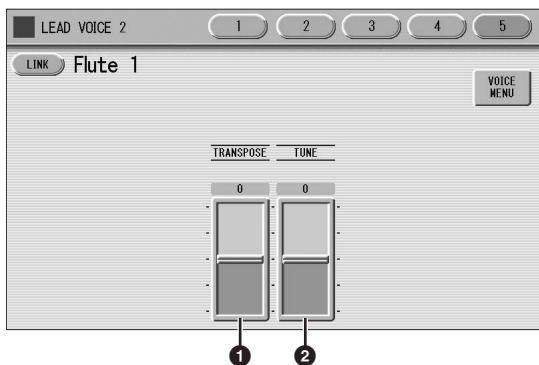 LEAD VOICE 2 1 2 3 4 5
LINK Flute 1
VOICE
MENU
TRANSPOSE TUNE
0 0
1 2